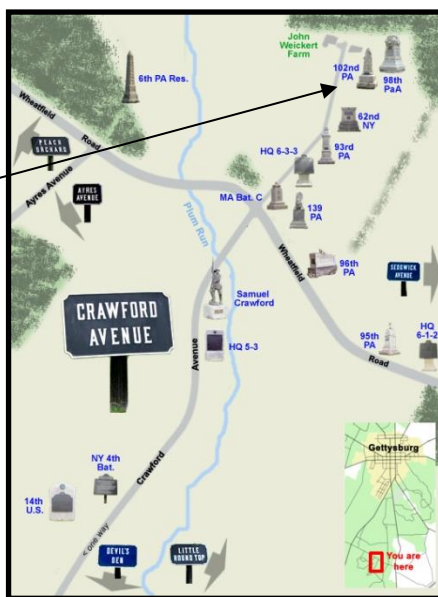 John
Weickert
Farm
102nd
PA
98th
PaA
6th PA Res.
62nd
NY
93rd
PA
HQ 6-3-3
MA Bat. C
139
PA
Wheatfield
Road
PEACH
ORCHARD
Ayres Avenue
AYRES
AVENUE
Plum Run
Wheatfield
Road
96th
PA
SEDGWICK
AVENUE
Samuel
Crawford
CRAWFORD
AVENUE
HQ 5-3
95th
PA
HQ
6-1-2
Avenue
Crawford
NY 4th
Bat.
14th
U.S.
< one way
DEVIL'S
DEN
LITTLE
ROUND TOP
Gettysburg
You are
here